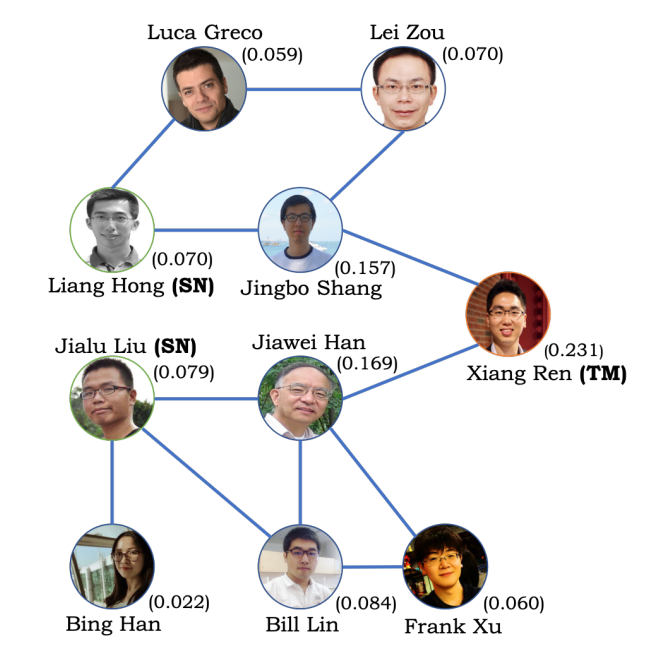 Luca Greco
(0.059)
Lei Zou
(0.070)
(0.070)
Liang Hong (SN)
(0.157)
Jingbo Shang
(0.231)
Xiang Ren (TM)
Jialu Liu (SN)
(0.079)
Jiawei Han
(0.169)
(0.022)
Bing Han
(0.084)
Bill Lin
(0.060)
Frank Xu